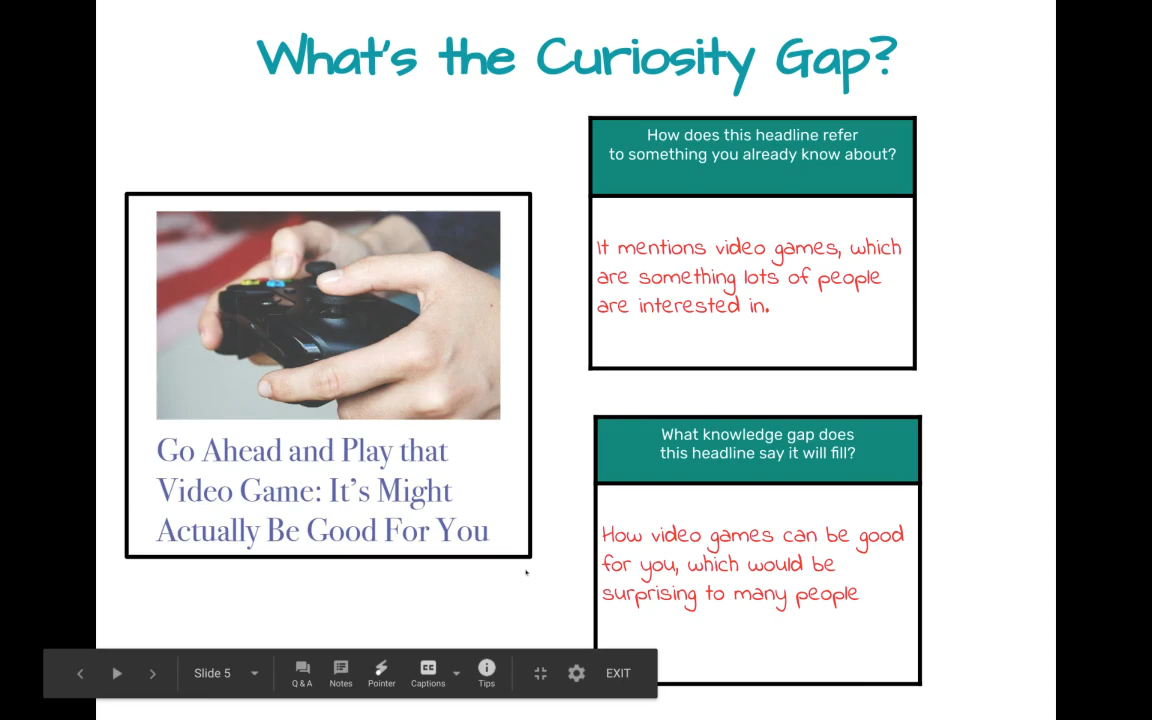 What's the Curiosity Gap?
How does this headline refer
to something you already know about?
It mentions video games, which
are something lots of people
are interested in.
Go Ahead and Play that
Video Game: It's Might
Actually Be Good For You
What knowledge gap does
this headline say it will fill?
How video games can be good
for you, which would be
surprising to many people
Slide 5
Q & A
Notes
Pointer
CC
Captions
Tips
EXIT